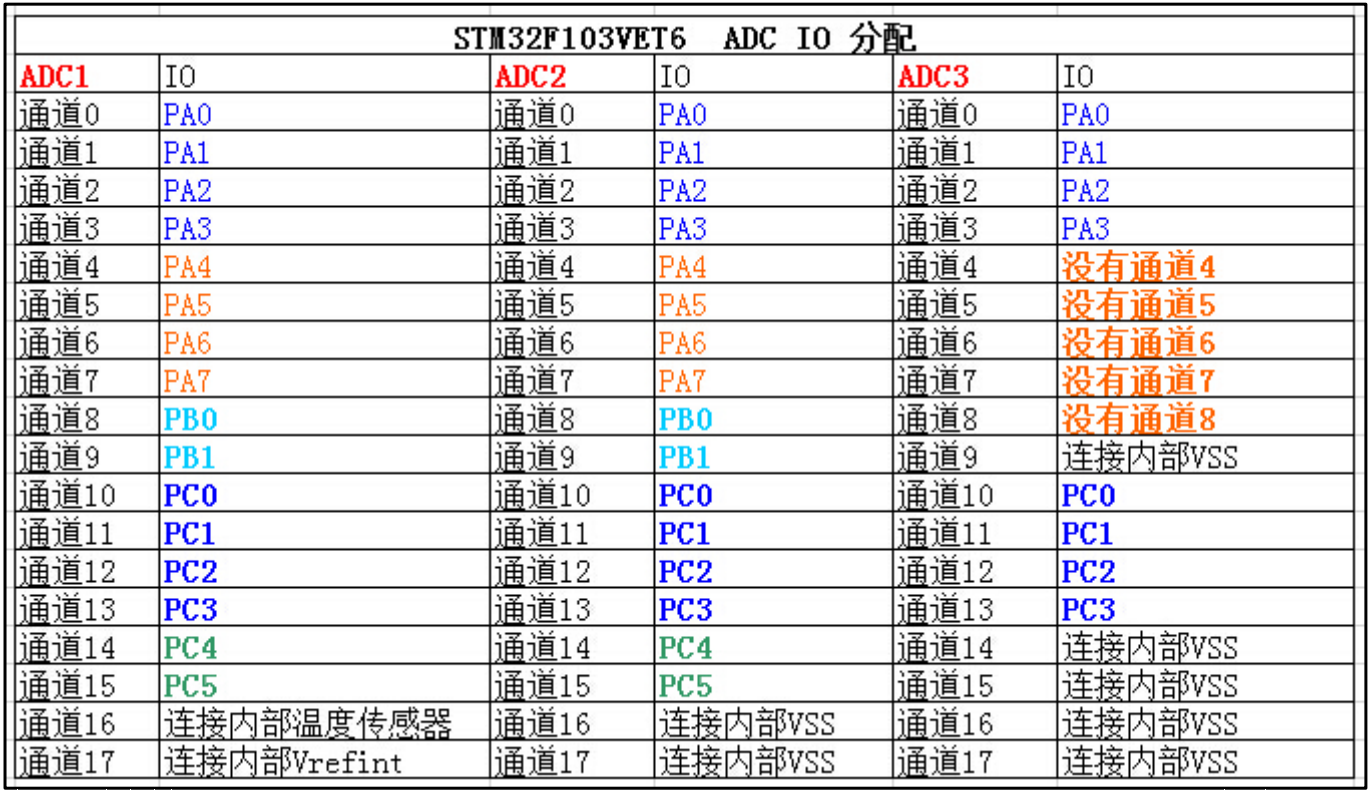 STM32F103VET6 ADC IO 分配
ADC1 IO ADC2 IO ADC3 IO
通道0 PA0 通道0 PA0 通道0 PA0
通道1 PA1 通道1 PA1 通道1 PA1
通道2 PA2 通道2 PA2 通道2 PA2
通道3 PA3 通道3 PA3 通道3 PA3
通道4 PA4 通道4 PA4 通道4 没有通道4
通道5 PA5 通道5 PA5 通道5 没有通道5
通道6 PA6 通道6 PA6 通道6 没有通道6
通道7 PA7 通道7 PA7 通道7 没有通道7
通道8 PB0 通道8 PB0 通道8 没有通道8
通道9 PB1 通道9 PB1 通道9 连接内部VSS
通道10 PC0 通道10 PC0 通道10 PC0
通道11 PC1 通道11 PC1 通道11 PC1
通道12 PC2 通道12 PC2 通道12 PC2
通道13 PC3 通道13 PC3 通道13 PC3
通道14 PC4 通道14 PC4 通道14 连接内部VSS
通道15 PC5 通道15 PC5 通道15 连接内部VSS
通道16 连接内部温度传感器 通道16 连接内部VSS 通道16 连接内部VSS
通道17 连接内部Vrefint 通道17 连接内部VSS 通道17 连接内部VSS